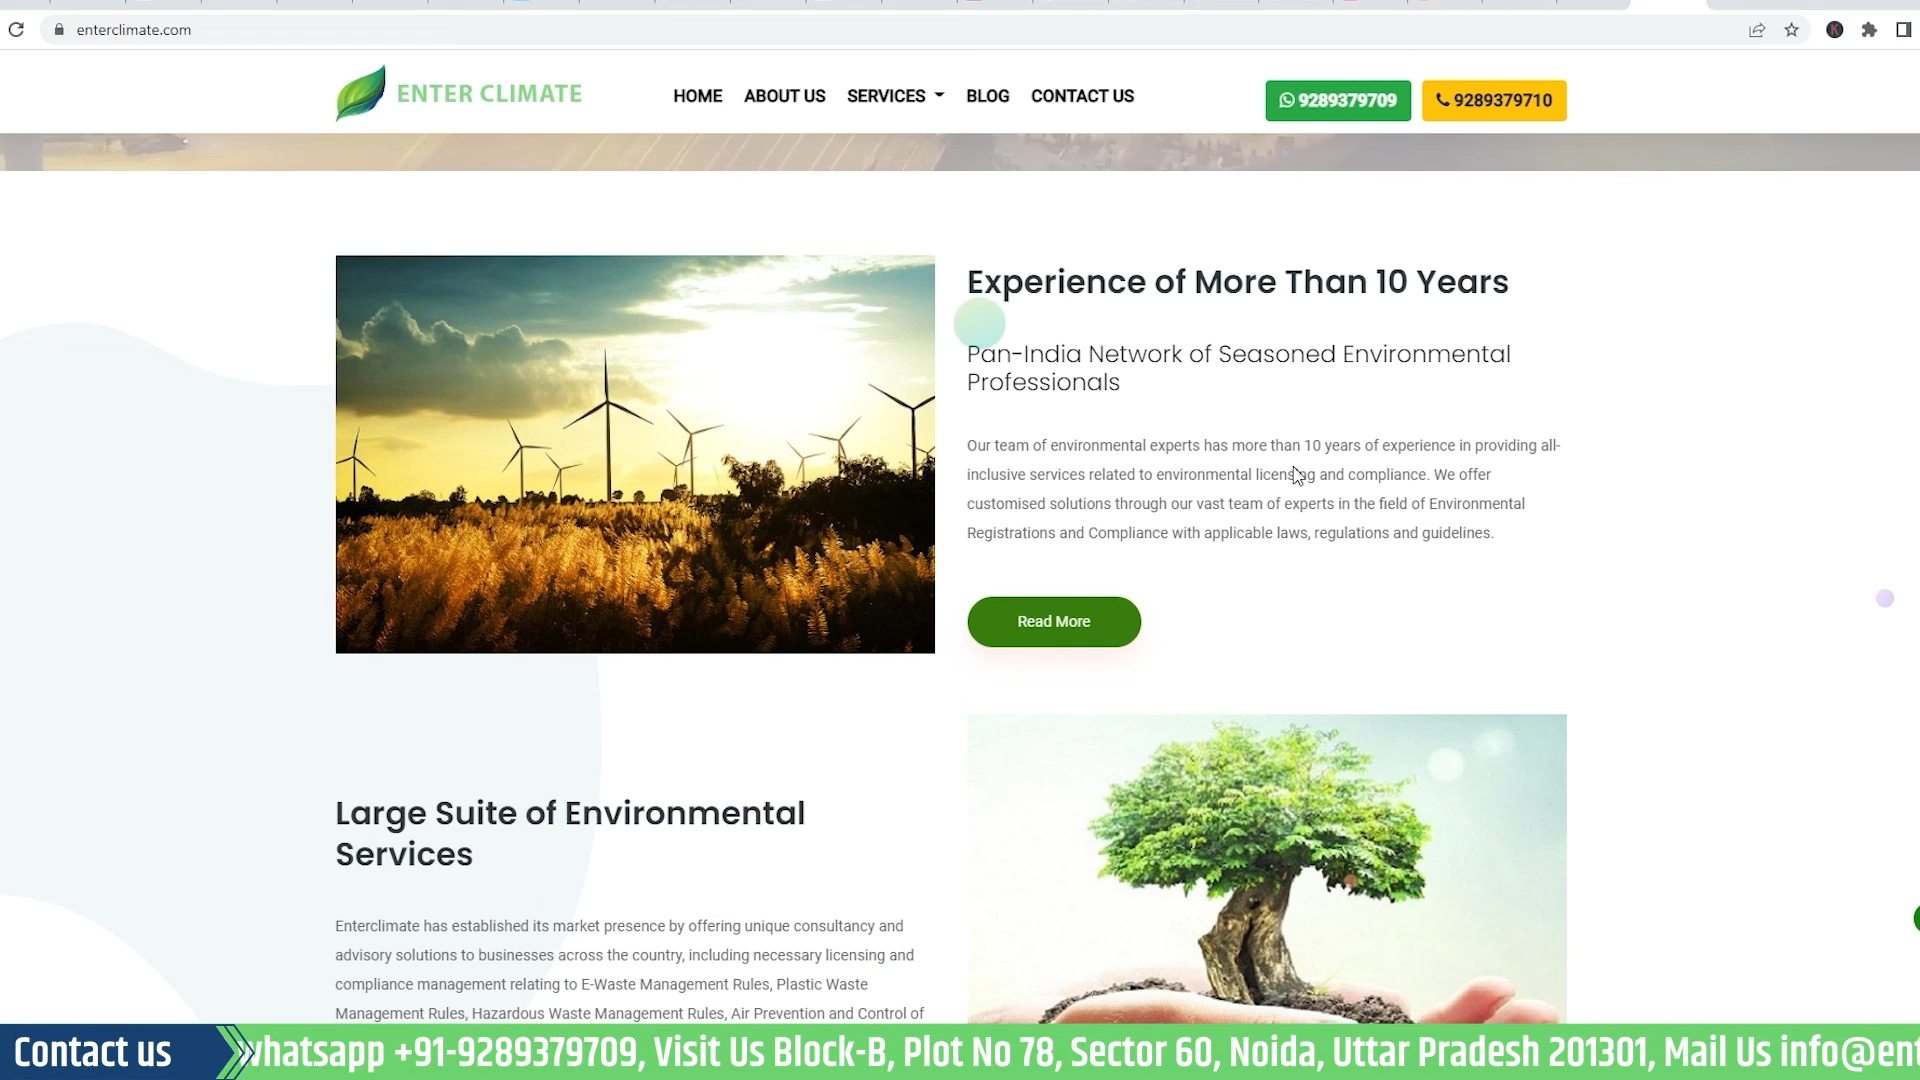 enterclimate.com
ENTER CLIMATE
HOME ABOUT US SERVICES BLOG CONTACT US
9289379709
9289379710
Experience of More Than 10 Years
Pan-India Network of Seasoned Environmental
Professionals
Our team of environmental experts has more than 10 years of experience in providing all-
inclusive services related to environmental licensing and compliance. We offer
customised solutions through our vast team of experts in the field of Environmental
Registrations and Compliance with applicable laws, regulations and guidelines.
Read More
Large Suite of Environmental
Services
Enterclimate has established its market presence by offering unique consultancy and
advisory solutions to businesses across the country, including necessary licensing and
compliance management relating to E-Waste Management Rules, Plastic Waste
Management Rules, Hazardous Waste Management Rules, Air Prevention and Control of
Contact us
whatsapp +91-9289379709, Visit Us Block-B, Plot No 78, Sector 60, Noida, Uttar Pradesh 201301, Mail Us info@ent